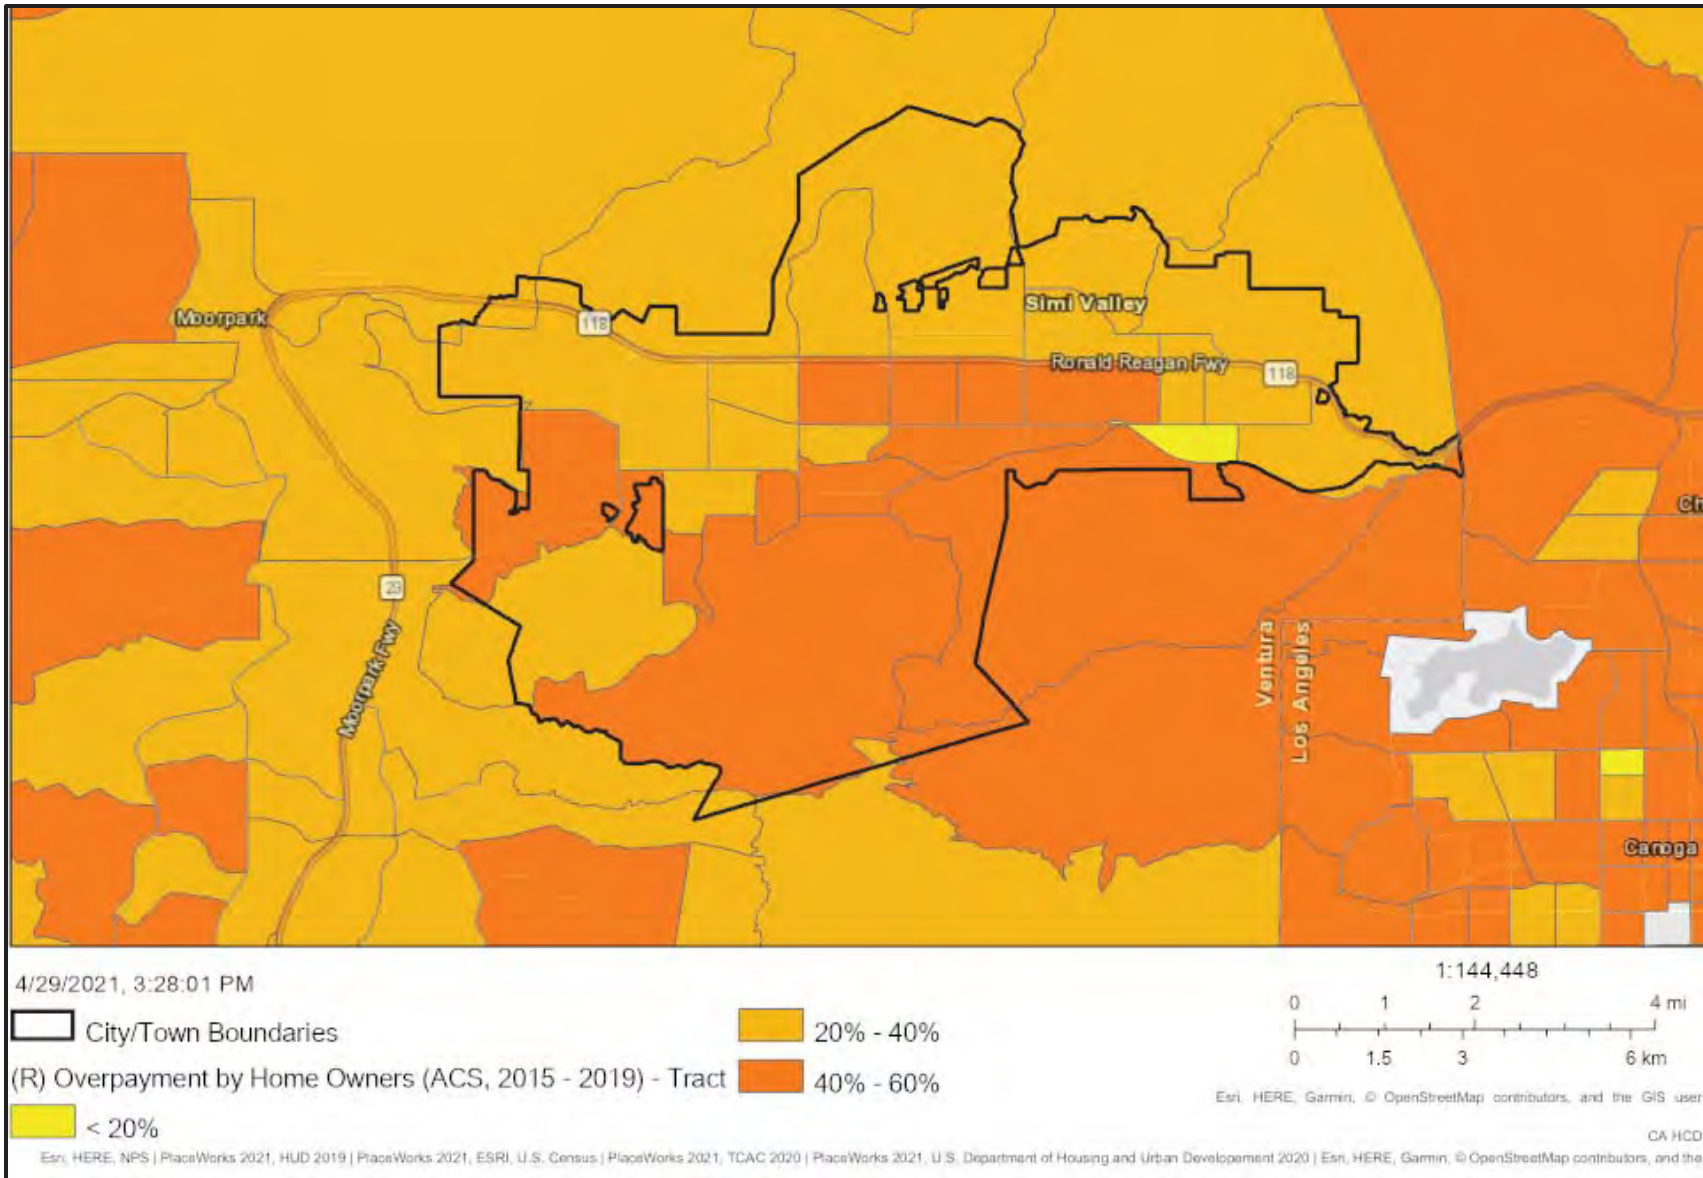 Moorpark
118
Simi Valley
Ronald Reagan Fwy
118
Ch
23
Moorpark Fwy
Ventura
Los Angeles
Canoga
4/29/2021, 3:28:01 PM
City/Town Boundaries
(R) Overpayment by Home Owners (ACS, 2015 - 2019) - Tract
< 20%
20% - 40%
40% - 60%
1:144,448
0 1 2 4 mi
0 1.5 3 6 km
Esri, HERE, Garmin, © OpenStreetMap contributors, and the GIS user
CA HCD
Esri, HERE, NPS | PlaceWorks 2021, HUD 2019 | PlaceWorks 2021, ESRI, U.S. Census | PlaceWorks 2021, TCAC 2020 | PlaceWorks 2021, U.S. Department of Housing and Urban Developement 2020 | Esri, HERE, Garmin, © OpenStreetMap contributors, and the